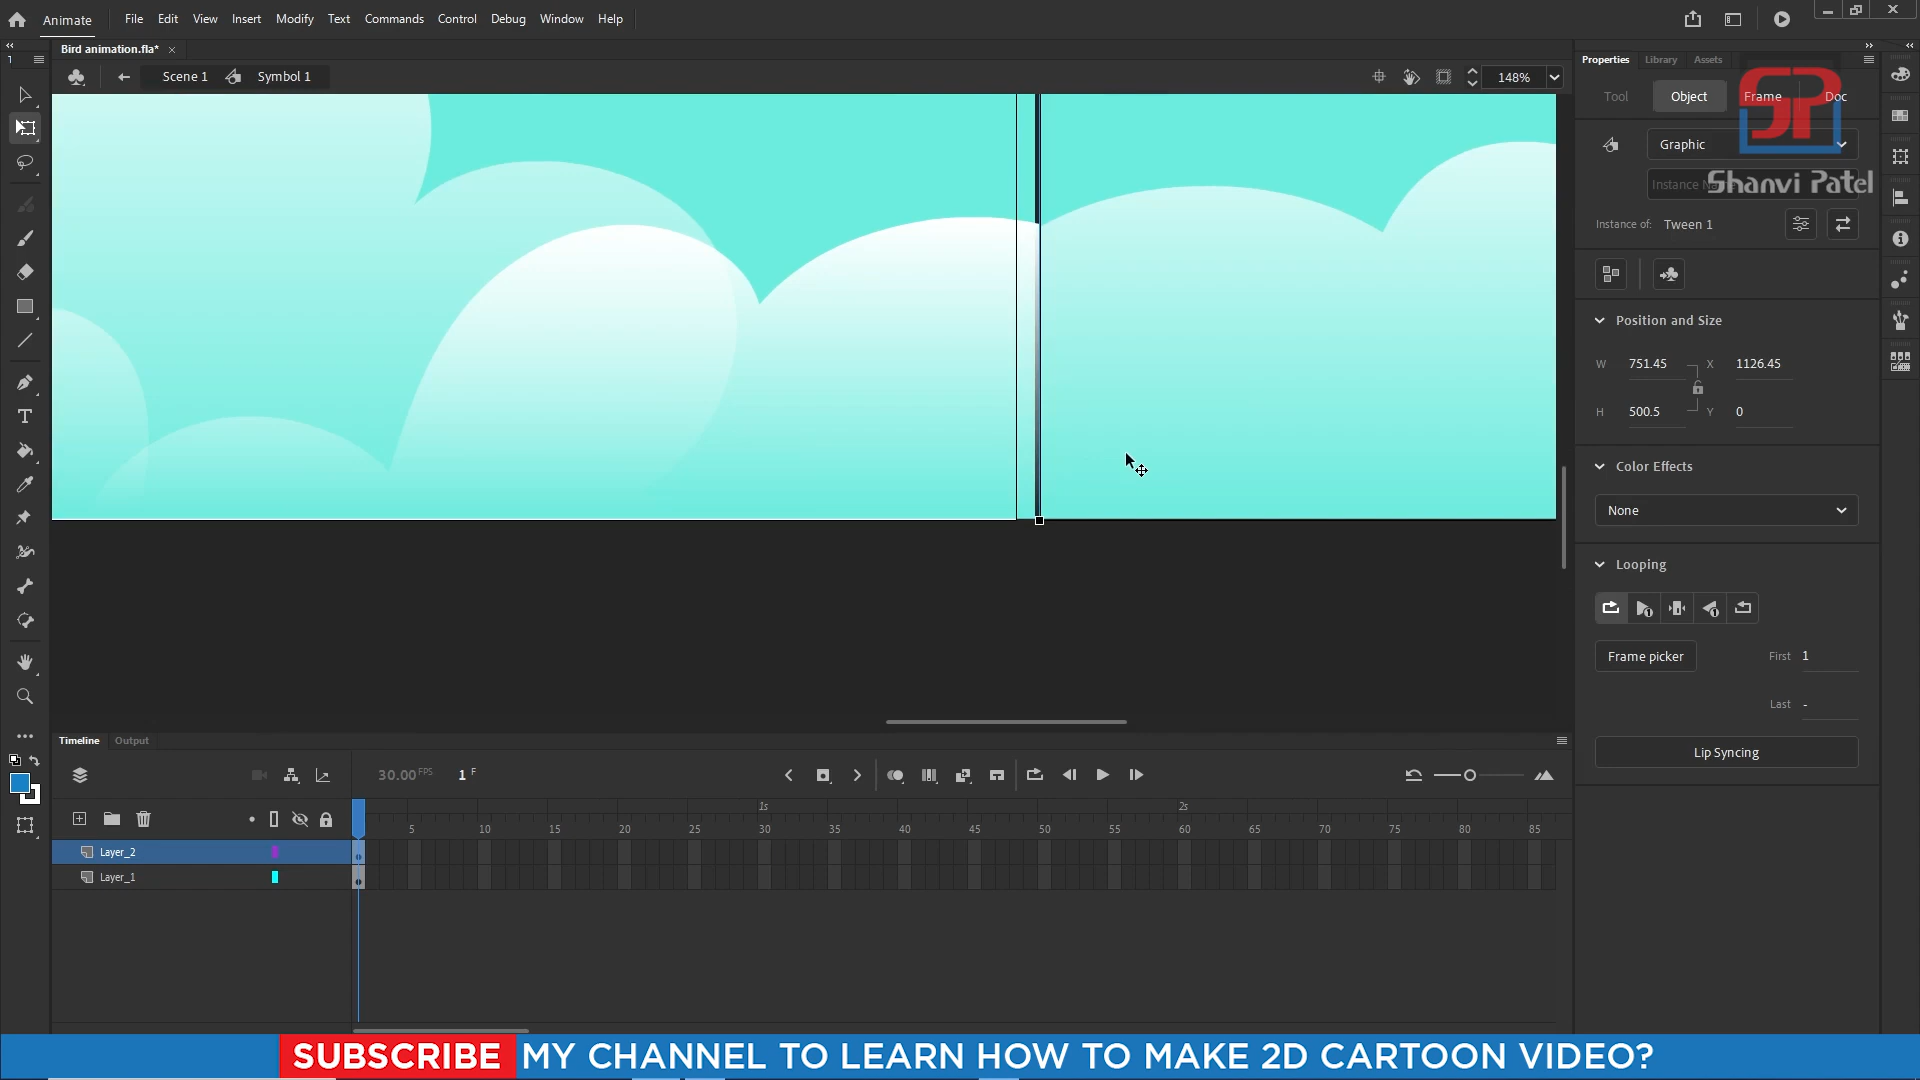 Animate File Edit View Insert Modify Text Commands Control Debug Window Help
Bird animation.fla*
Scene 1 Symbol 1 148%
Properties Library Assets
Tool Object Frame Doc
SP
Graphic
Instance Name
Shanvi Patel
Instance of: Tween 1
Position and Size
W 751.45 X 1126.45
H 500.5 Y 0
Color Effects
None
Looping
Frame picker First 1
Last -
Lip Syncing
Timeline Output
30.00 FPS 1 F
1s 2s
5 10 15 20 25 30 35 40 45 50 55 60 65 70 75 80 85
Layer_2
Layer_1
SUBSCRIBE MY CHANNEL TO LEARN HOW TO MAKE 2D CARTOON VIDEO?